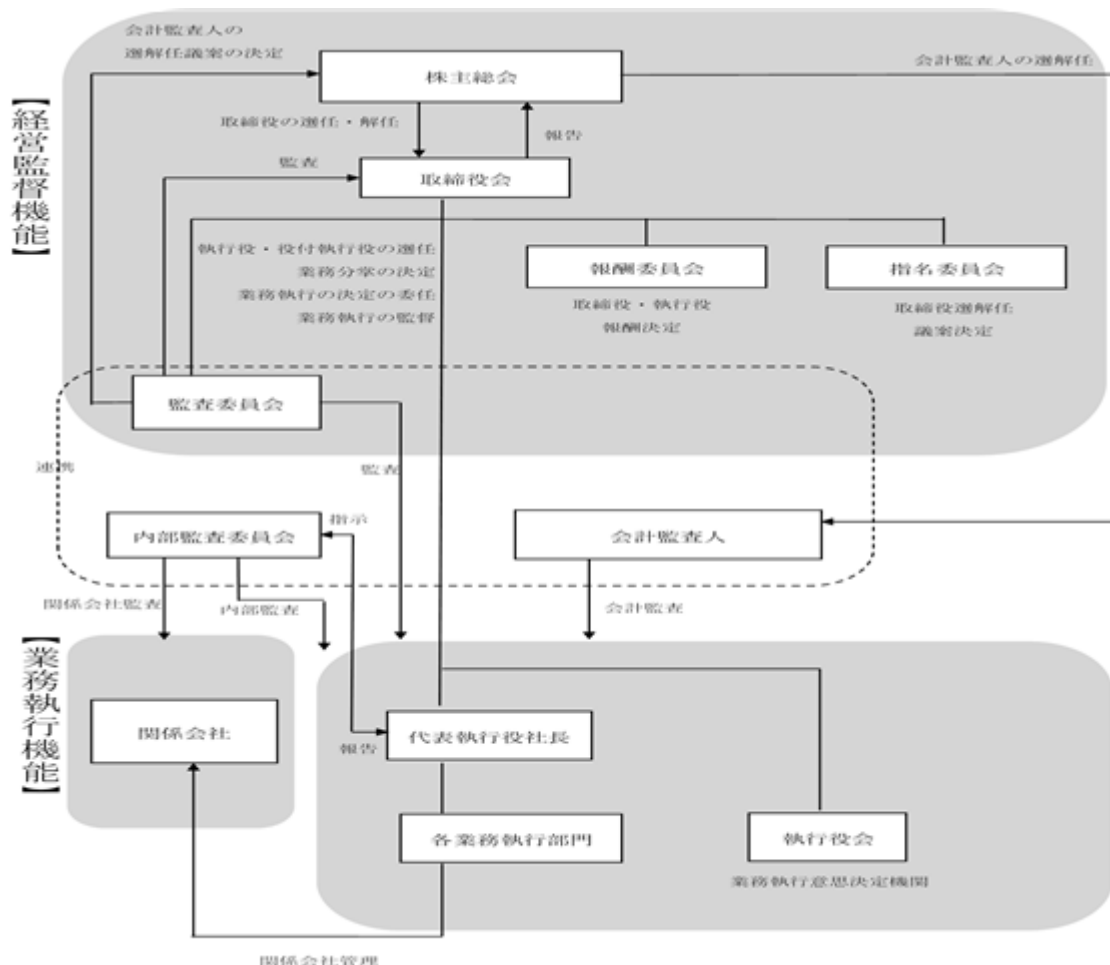 会計監査人の
選解任議案の決定
株主総会
会計監査人の選解任
【経営監督機能】
取締役の選任・解任
報告
監査
取締役会
執行役・役付執行役の選任
業務分掌の決定
業務執行の決定の委任
業務執行の監督
報酬委員会
取締役・執行役
報酬決定
指名委員会
取締役選解任
議案決定
監査委員会
連携
監査
内部監査委員会
指示
会計監査人
関係会社監査
内部監査
会計監査
【業務執行機能】
関係会社
報告
代表執行役社長
各業務執行部門
執行役会
業務執行意思決定機関
関係会社管理